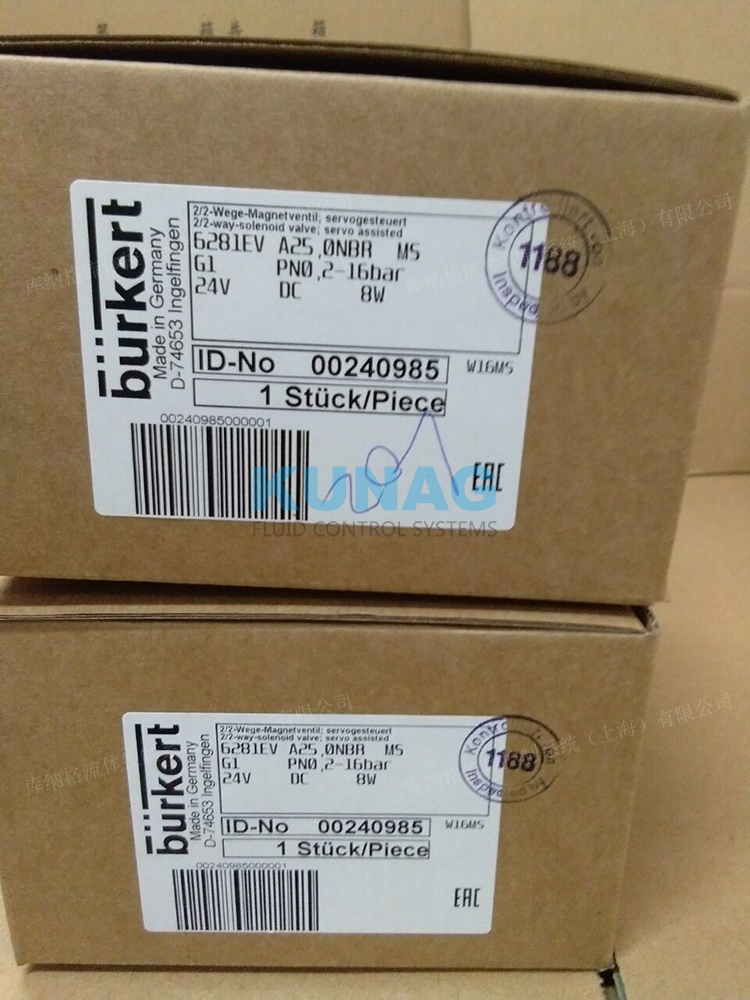 bürkert
Made in Germany
D-74653 Ingelfingen
2/2-Wege-Magnetventil; servogesteuert
2/2-way-solenoid valve; servo assisted
6281EV A25,0NBR MS
G1 PN0,2-16bar
24V DC 8W
ID-No 00240985
W16MS
1 Stück/Piece
00240985000001
EAC
1188
KUNAG
FLUID CONTROL SYSTEMS
bürkert
Made in Germany
D-74653 Ingelfingen
2/2-Wege-Magnetventil; servogesteuert
2/2-way-solenoid valve; servo assisted
6281EV A25,0NBR MS
G1 PN0,2-16bar
24V DC 8W
ID-No 00240985
W16MS
1 Stück/Piece
00240985000001
EAC
1188